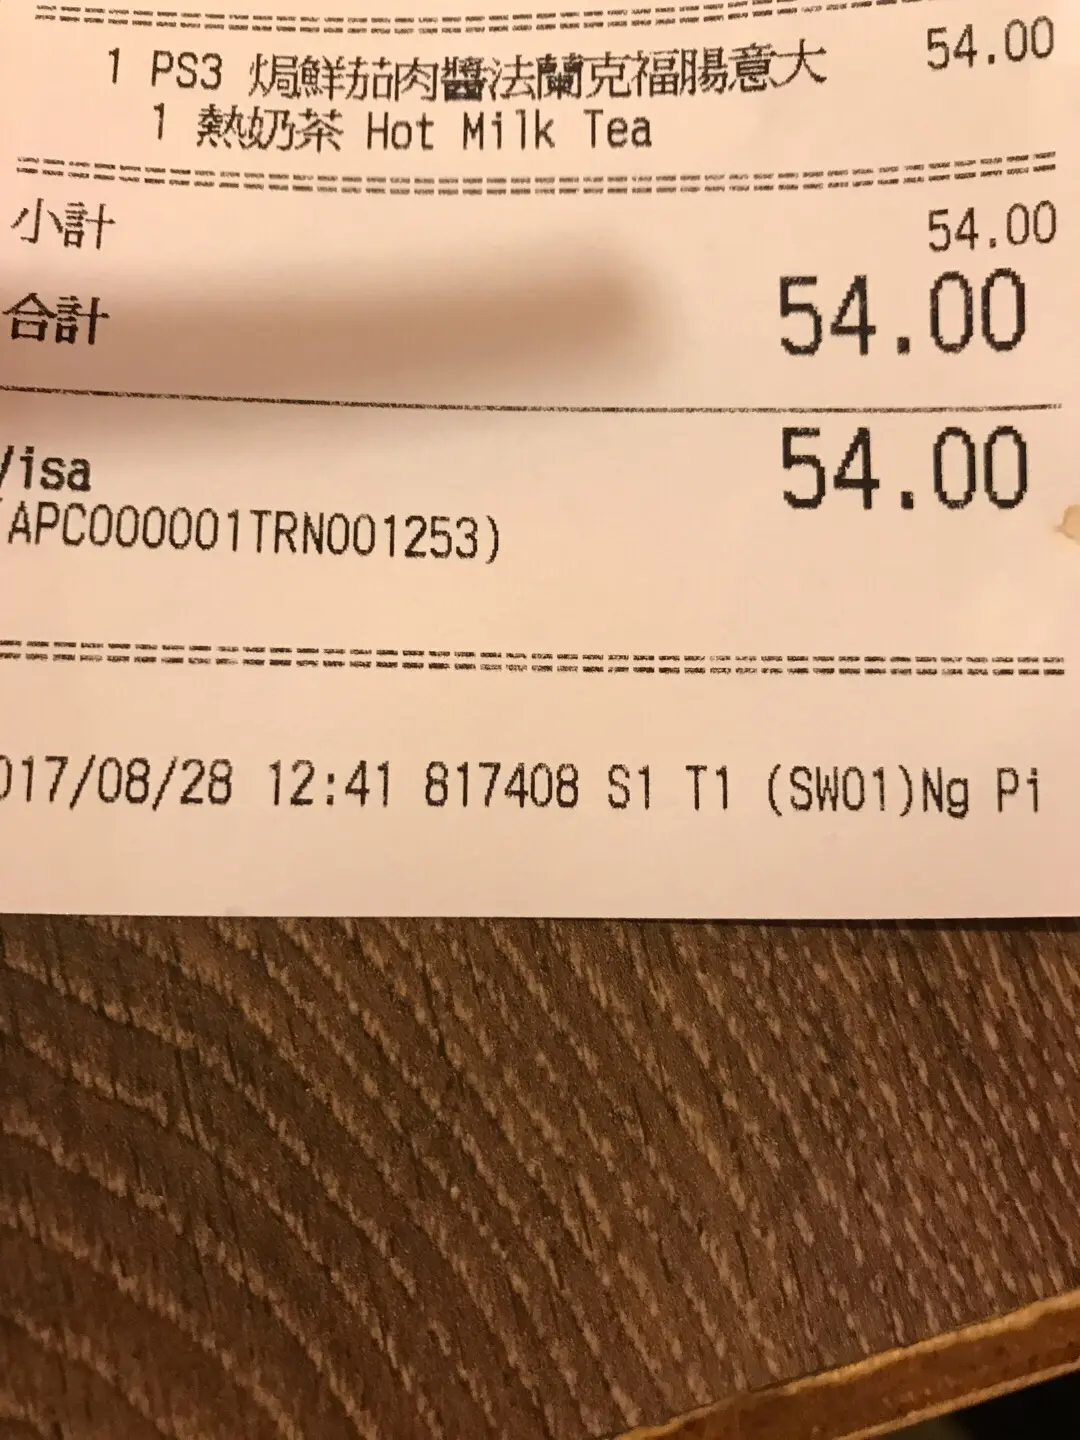 1 PS3 焗鮮茄肉醬法蘭克福腸意大 54.00
1 熱奶茶 Hot Milk Tea
小計 54.00
合計 54.00
Visa 54.00
(APC000001TRN001253)
017/08/28 12:41 817408 S1 T1 (SW01)Ng Pi